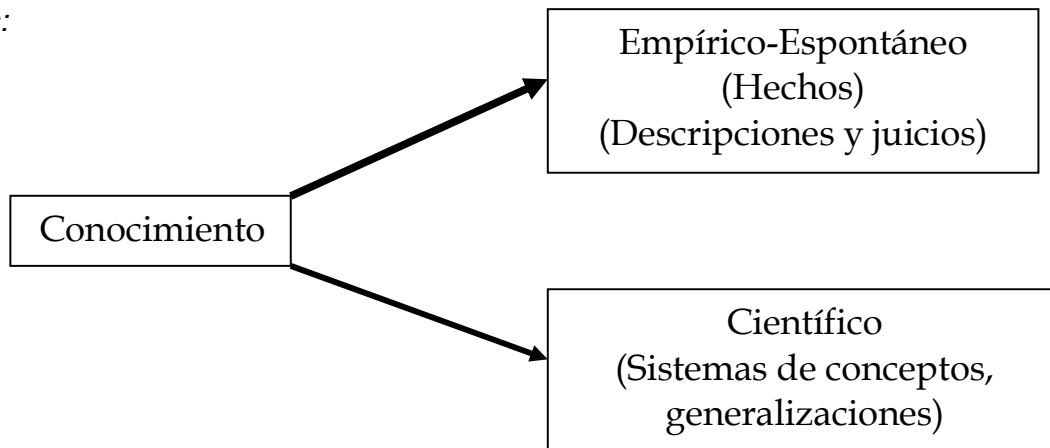 Empírico-Espontáneo
(Hechos)
(Descripciones y juicios)
Conocimiento
Científico
(Sistemas de conceptos,
generalizaciones)